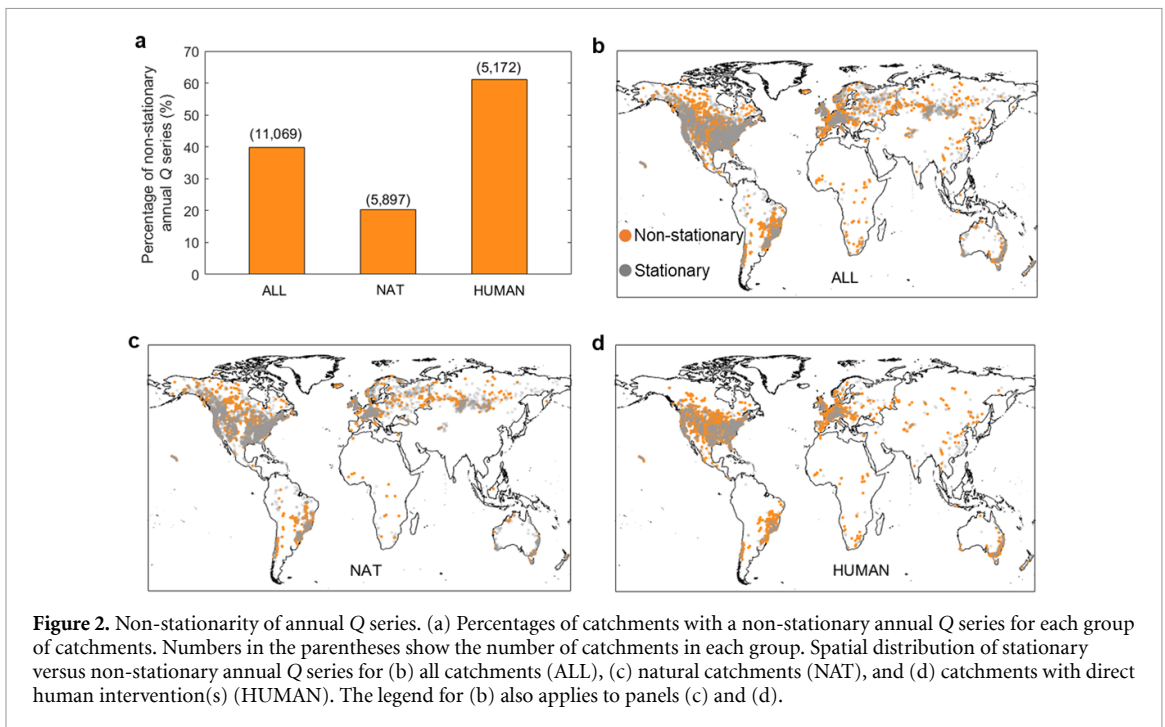 a
Percentage of non-stationary
annual Q series (%)
70
60
50
40
30
20
10
0
(11,069)
(5,897)
(5,172)
ALL
NAT
HUMAN
b
Non-stationary
Stationary
ALL
c
NAT
d
HUMAN
Figure 2. Non-stationarity of annual Q series. (a) Percentages of catchments with a non-stationary annual Q series for each group
of catchments. Numbers in the parentheses show the number of catchments in each group. Spatial distribution of stationary
versus non-stationary annual Q series for (b) all catchments (ALL), (c) natural catchments (NAT), and (d) catchments with direct
human intervention(s) (HUMAN). The legend for (b) also applies to panels (c) and (d).